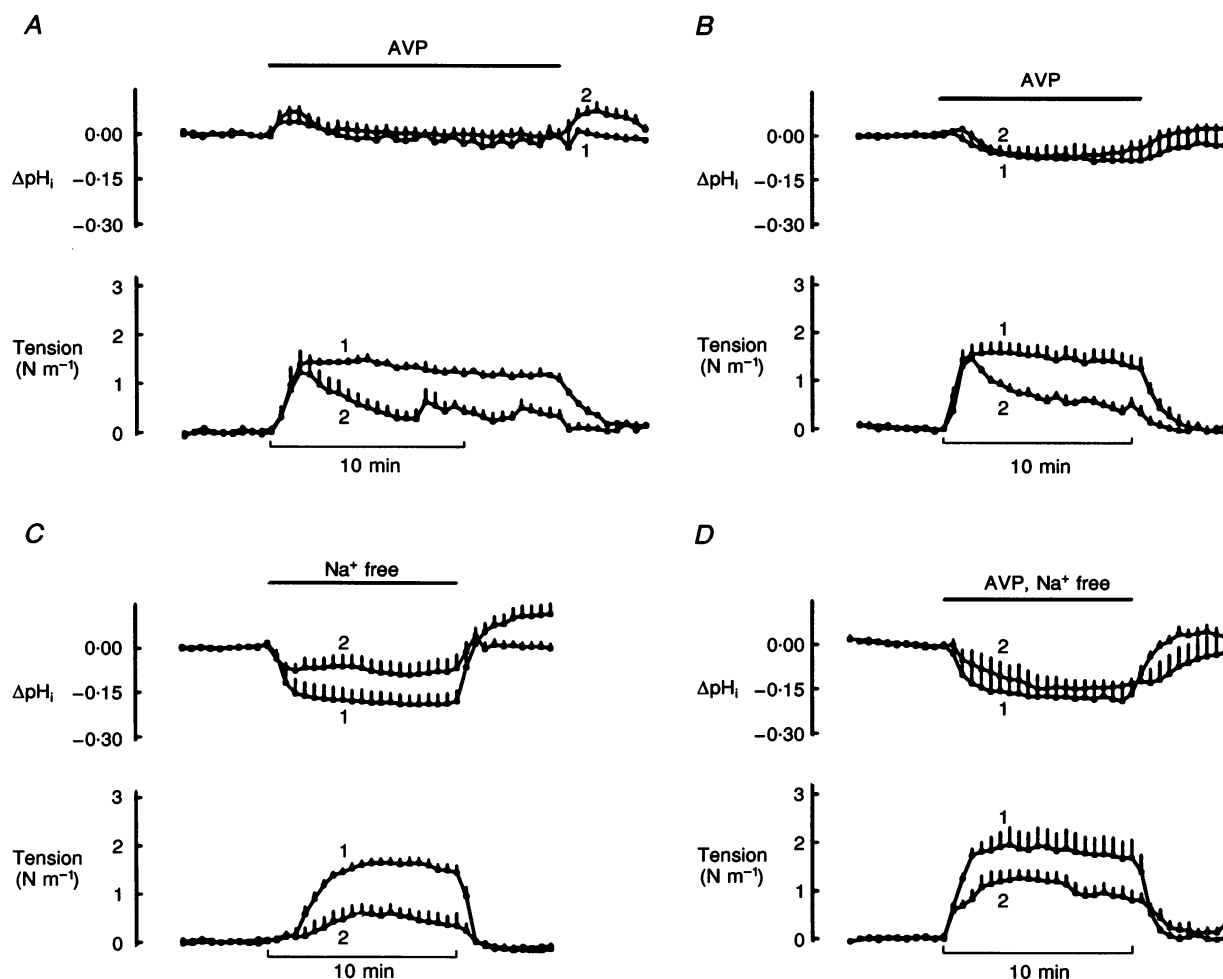 A
AVP
2
0·00
1
ΔpHᵢ
−0·15
−0·30
3
2
Tension
(N m⁻¹)
1
1
2
0
10 min
B
AVP
0·00
2
1
ΔpHᵢ
−0·15
−0·30
3
2
1
Tension
(N m⁻¹)
1
2
0
10 min
C
Na⁺ free
0·00
2
ΔpHᵢ
−0·15
1
−0·30
3
2
1
Tension
(N m⁻¹)
1
2
0
10 min
D
AVP, Na⁺ free
0·00
2
ΔpHᵢ
−0·15
1
−0·30
3
1
2
Tension
(N m⁻¹)
1
2
0
10 min